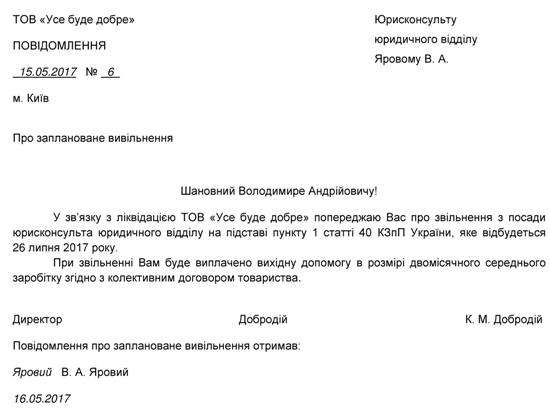 ТОВ «Усе буде добре»
Юрисконсульту
юридичного відділу
Яровому В. А.
ПОВІДОМЛЕННЯ
15.05.2017 № 6
м. Київ
Про заплановане вивільнення
Шановний Володимире Андрійовичу!
У зв’язку з ліквідацією ТОВ «Усе буде добре» попереджаю Вас про звільнення з посади
юрисконсульта юридичного відділу на підставі пункту 1 статті 40 КЗпП України, яке відбудеться
26 липня 2017 року.
При звільненні Вам буде виплачено вихідну допомогу в розмірі двомісячного середнього
заробітку згідно з колективним договором товариства.
Директор Добродій К. М. Добродій
Повідомлення про заплановане вивільнення отримав:
Яровий В. А. Яровий
16.05.2017